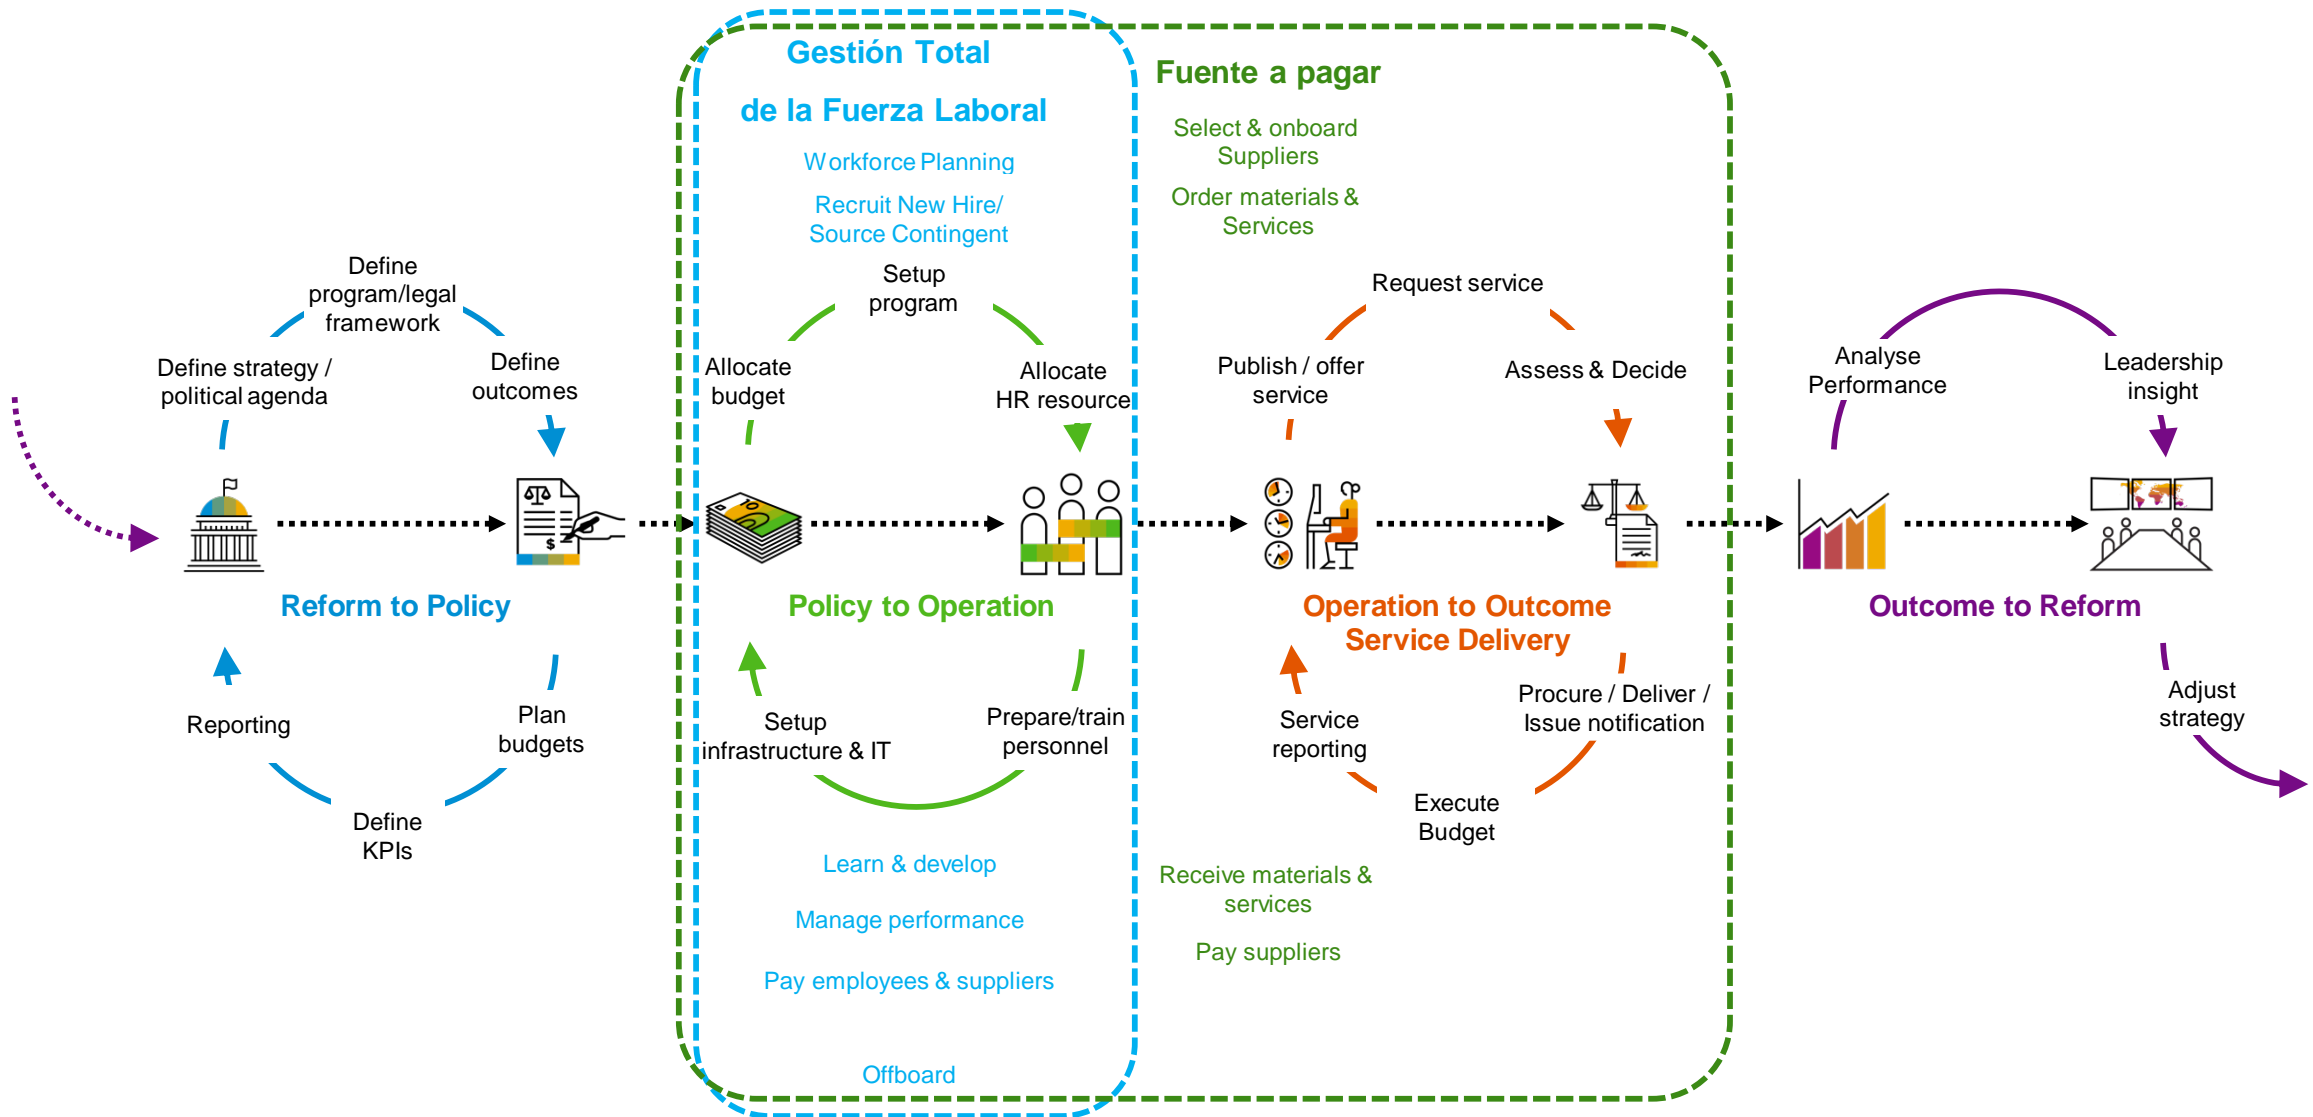 Gestión Total
de la Fuerza Laboral
Workforce Planning
Recruit New Hire/
Source Contingent
Fuente a pagar
Select & onboard
Suppliers
Order materials &
Services
Define
program/legal
framework
Define strategy /
political agenda
Define
outcomes
Reform to Policy
Reporting
Plan
budgets
Define
KPIs
Setup
program
Allocate
budget
Allocate
HR resource
Policy to Operation
Setup
infrastructure & IT
Prepare/train
personnel
Learn & develop
Manage performance
Pay employees & suppliers
Offboard
Request service
Publish / offer
service
Assess & Decide
Operation to Outcome
Service Delivery
Service
reporting
Procure / Deliver /
Issue notification
Execute
Budget
Receive materials &
services
Pay suppliers
Analyse
Performance
Leadership
insight
Outcome to Reform
Adjust
strategy
$
10